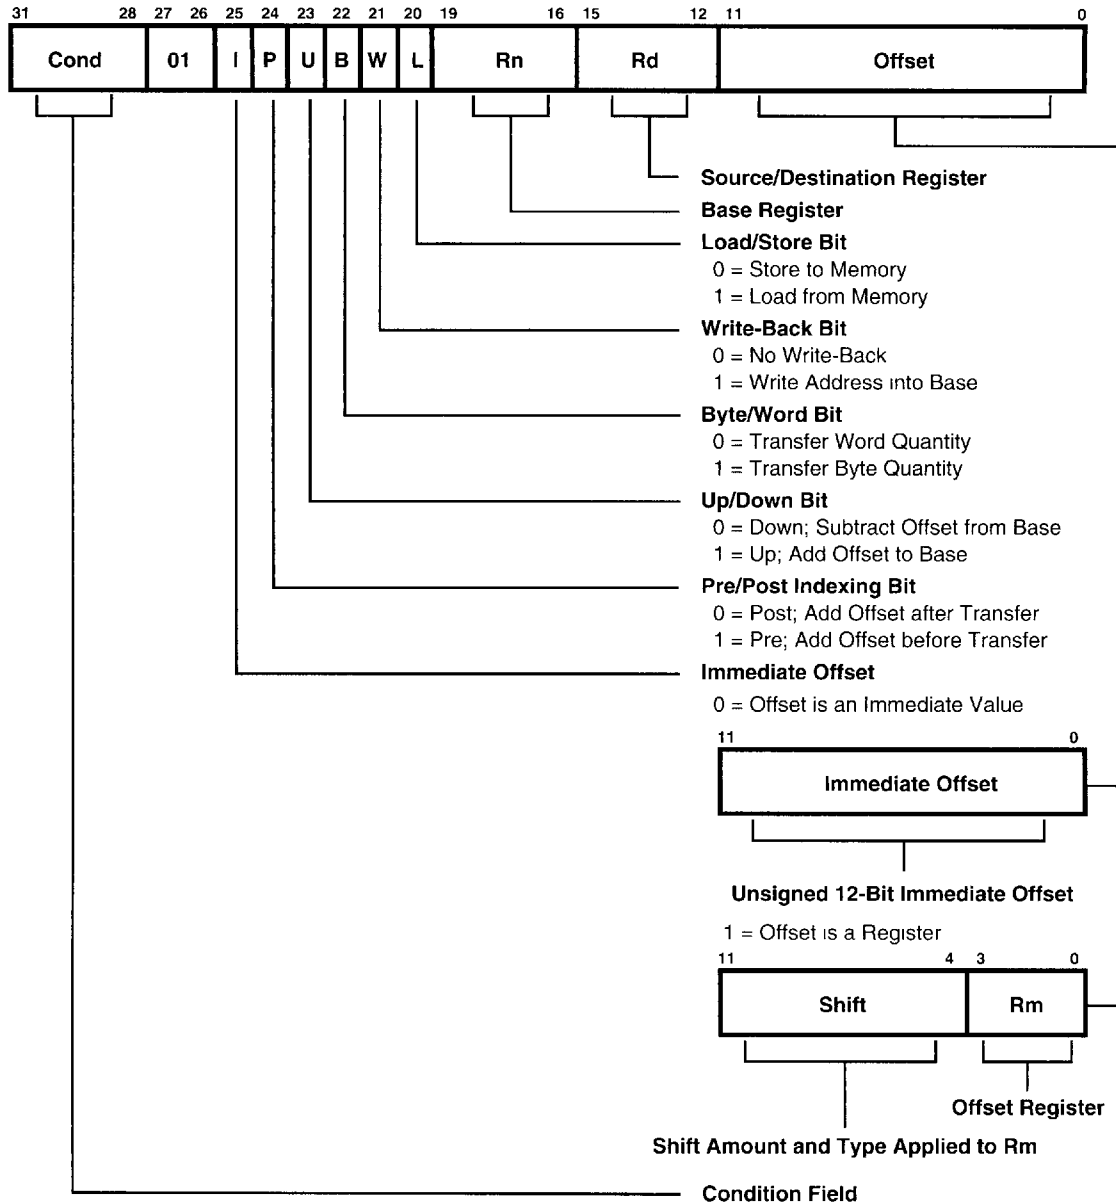 31 28 27 26 25 24 23 22 21 20 19 16 15 12 11 0
Cond 01 I P U B W L Rn Rd Offset
Source/Destination Register
Base Register
Load/Store Bit
0 = Store to Memory
1 = Load from Memory
Write-Back Bit
0 = No Write-Back
1 = Write Address into Base
Byte/Word Bit
0 = Transfer Word Quantity
1 = Transfer Byte Quantity
Up/Down Bit
0 = Down; Subtract Offset from Base
1 = Up; Add Offset to Base
Pre/Post Indexing Bit
0 = Post; Add Offset after Transfer
1 = Pre; Add Offset before Transfer
Immediate Offset
0 = Offset is an Immediate Value
11 0
Immediate Offset
Unsigned 12-Bit Immediate Offset
1 = Offset is a Register
11 4 3 0
Shift Rm
Offset Register
Shift Amount and Type Applied to Rm
Condition Field